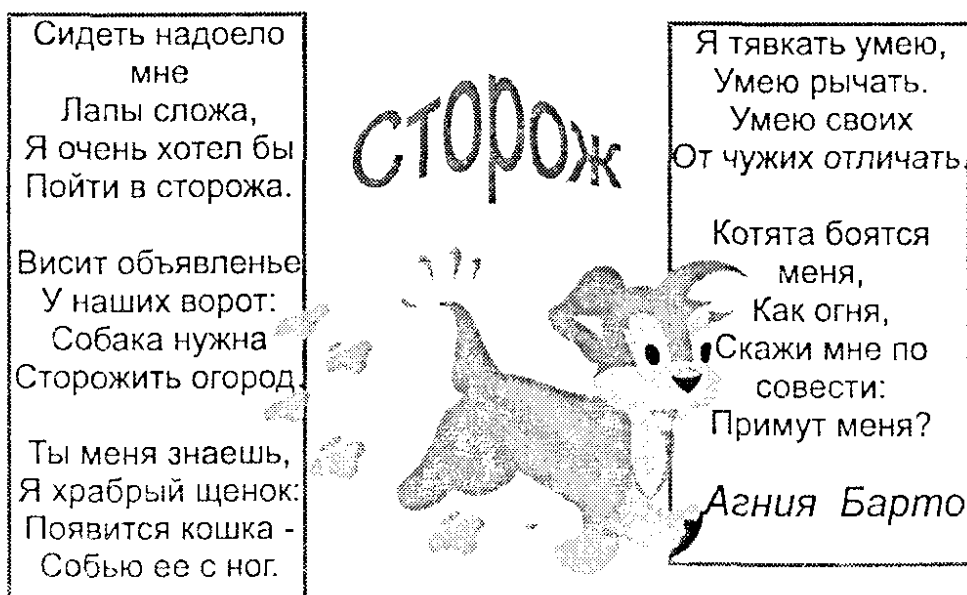 Сидеть надоело
мне
Лапы сложа,
Я очень хотел бы
Пойти в сторожа.
Висит объявленье
У наших ворот:
Собака нужна
Сторожить огород.
Ты меня знаешь,
Я храбрый щенок:
Появится кошка -
Собью ее с ног.
Сторож
Я тявкать умею,
Умею рычать.
Умею своих
От чужих отличать.
Котята боятся
меня,
Как огня,
Скажи мне по
совести:
Примут меня?
Агния Барто